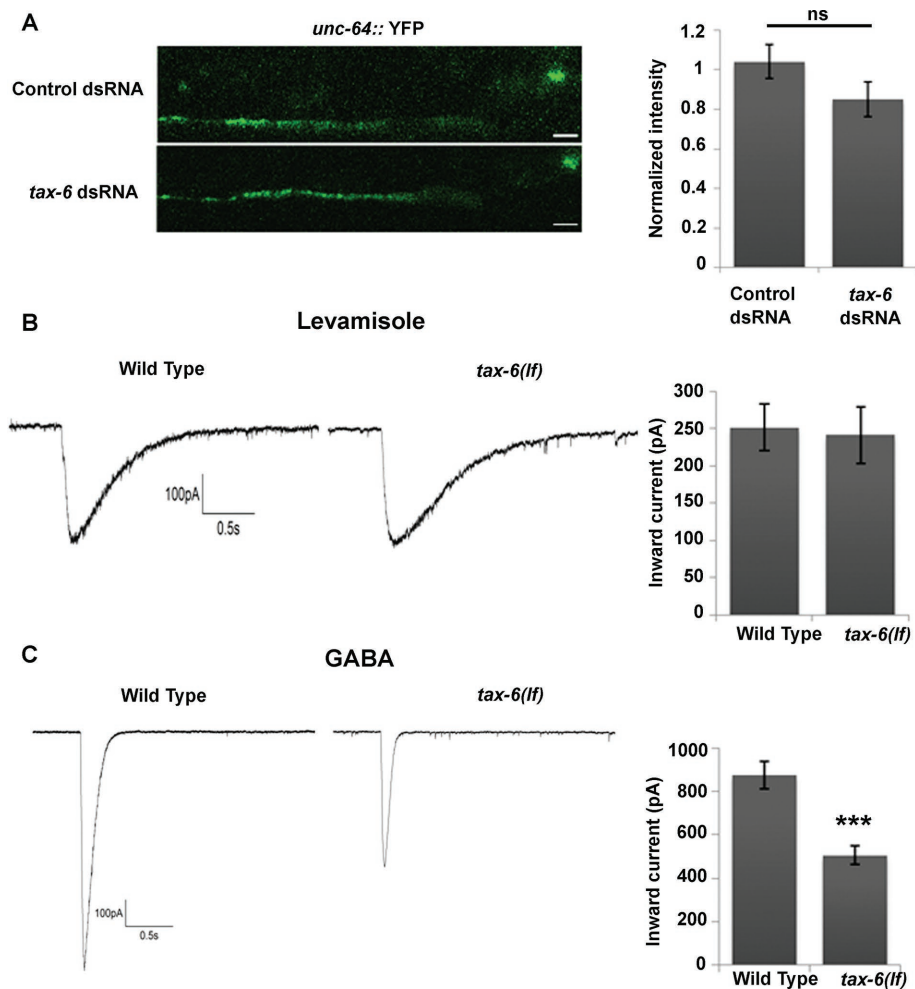 A
unc-64:: YFP
Control dsRNA
tax-6 dsRNA
ns
Normalized intensity
1.2
1
0.8
0.6
0.4
0.2
0
Control
dsRNA
tax-6
dsRNA
B
Levamisole
Wild Type
tax-6(lf)
100pA
0.5s
Inward current (pA)
300
250
200
150
100
50
0
Wild Type
tax-6(lf)
C
GABA
Wild Type
tax-6(lf)
100pA
0.5s
Inward current (pA)
1000
800
600
400
200
0
***
Wild Type
tax-6(lf)